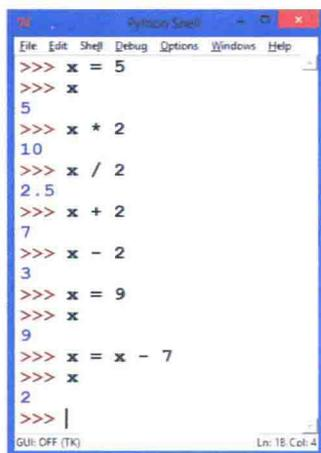 Python Shell
File Edit Shell Debug Options Windows Help
>>> x = 5
>>> x
5
>>> x * 2
10
>>> x / 2
2.5
>>> x + 2
7
>>> x - 2
3
>>> x = 9
>>> x
9
>>> x = x - 7
>>> x
2
>>>
GUI: OFF (TK) Ln: 18 Col: 4